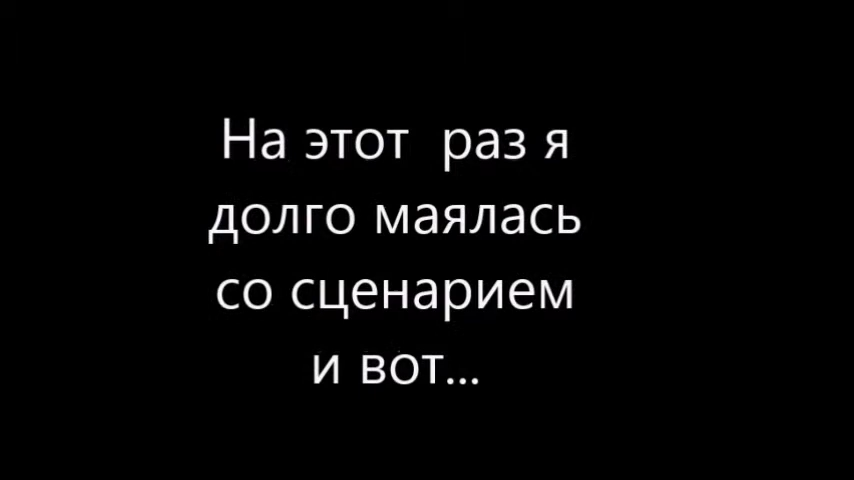 На этот  раз я
долго маялась
со сценарием
и вот...